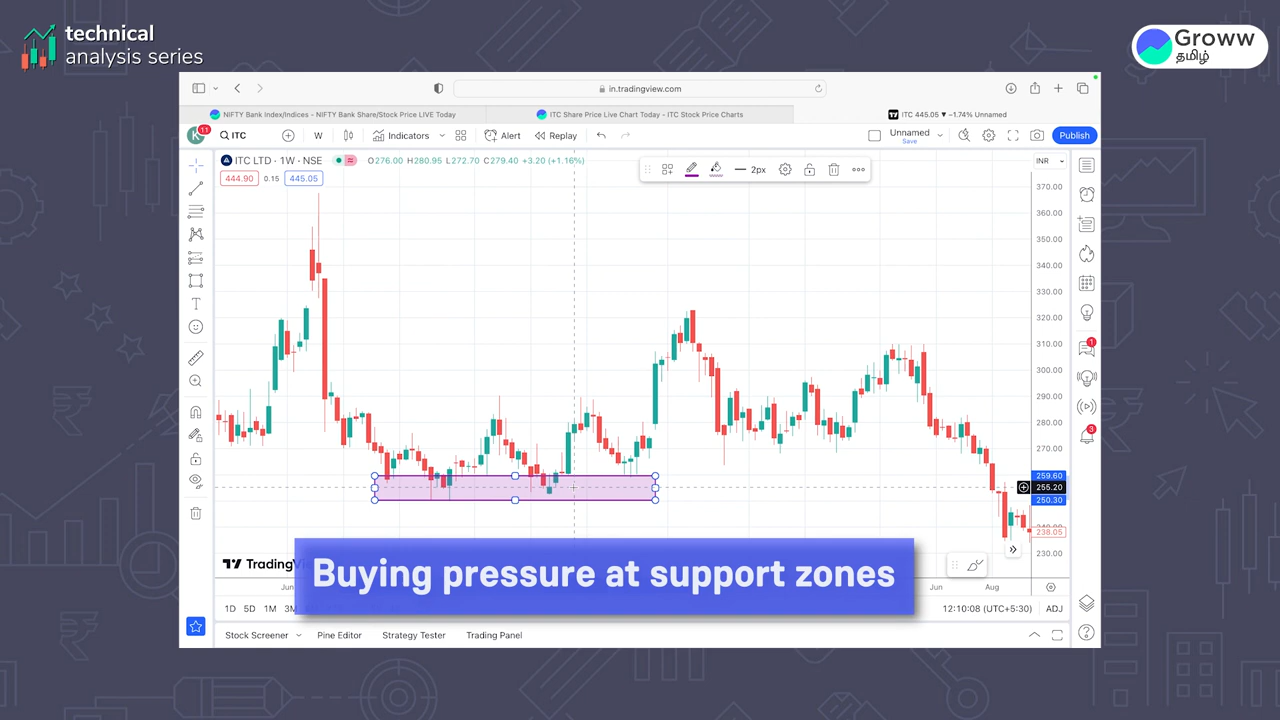 technical
analysis series
Groww
தமிழ்
in.tradingview.com
NIFTY Bank Index/Indices - NIFTY Bank Share/Stock Price LIVE Today
ITC Share Price Live Chart Today - ITC Stock Price Charts
ITC 445.05 ▼ −1.74% Unnamed
K 11 ITC W Indicators Alert Replay Unnamed Publish
Save
ITC LTD · 1W · NSE O276.00 H280.95 L272.70 C279.40 +3.20 (+1.16%)
2px
INR
444.90 0.15 445.05
370.00
360.00
350.00
340.00
330.00
320.00
310.00
300.00
290.00
280.00
270.00
259.60
255.20
250.30
238.05
230.00
1
3
Buying pressure at support zones
Jun Aug
1D 5D 1M 3M 12:10:08 (UTC+5:30) ADJ
Stock Screener Pine Editor Strategy Tester Trading Panel